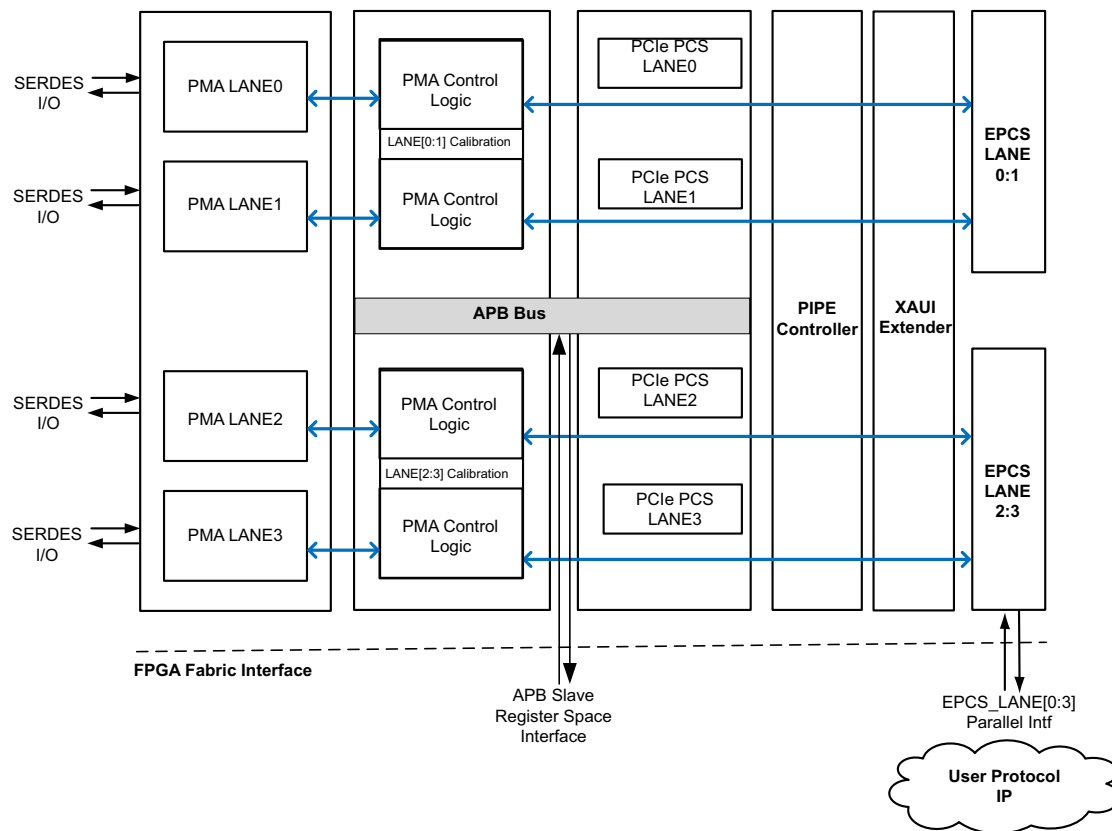 SERDES
I/O
PMA LANE0
PMA Control
Logic
PCIe PCS
LANE0
LANE[0:1] Calibration
EPCS
LANE
0:1
SERDES
I/O
PMA LANE1
PMA Control
Logic
PCIe PCS
LANE1
APB Bus
PIPE
Controller
XAUI
Extender
SERDES
I/O
PMA LANE2
PMA Control
Logic
PCIe PCS
LANE2
LANE[2:3] Calibration
EPCS
LANE
2:3
SERDES
I/O
PMA LANE3
PMA Control
Logic
PCIe PCS
LANE3
FPGA Fabric Interface
APB Slave
Register Space
Interface
EPCS_LANE[0:3]
Parallel Intf
User Protocol
IP